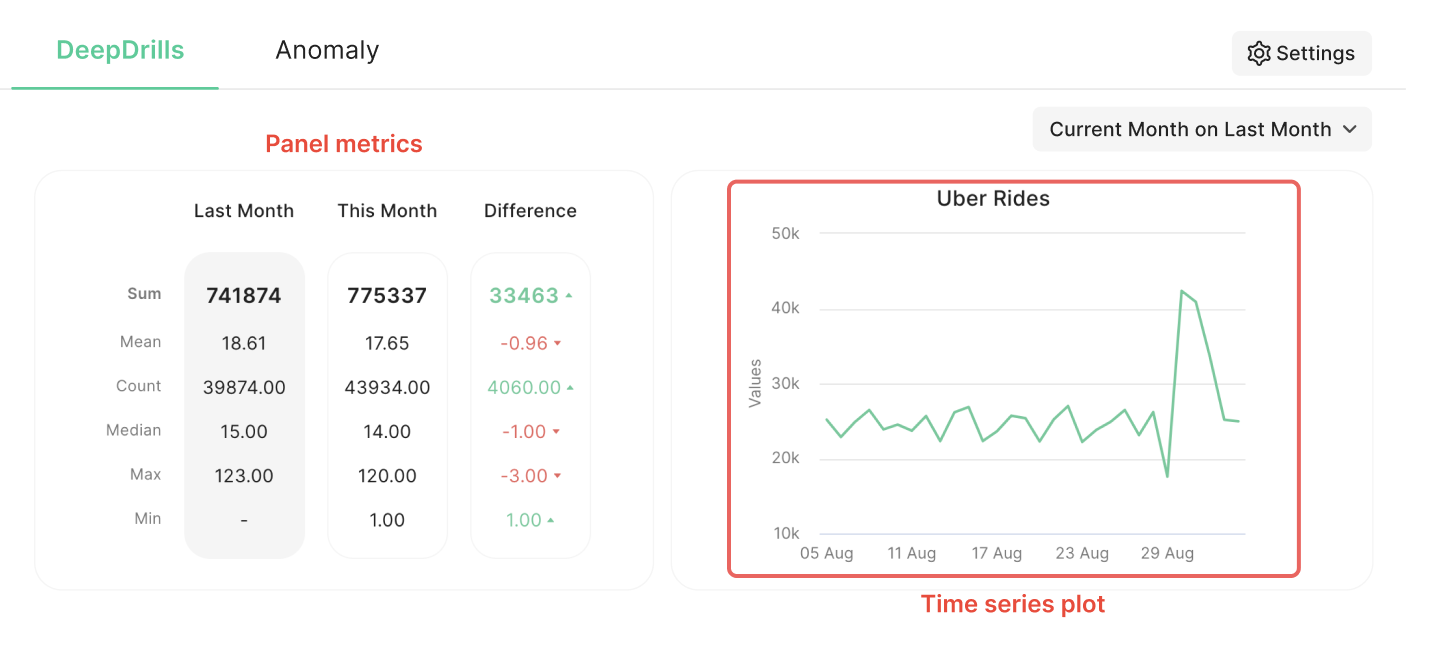 DeepDrills Anomaly Settings
Current Month on Last Month
Panel metrics
Last Month This Month Difference
Sum 741874 775337 33463
Mean 18.61 17.65 -0.96
Count 39874.00 43934.00 4060.00
Median 15.00 14.00 -1.00
Max 123.00 120.00 -3.00
Min - 1.00 1.00
Uber Rides
50k
40k
30k
20k
10k
Values
05 Aug 11 Aug 17 Aug 23 Aug 29 Aug
Time series plot